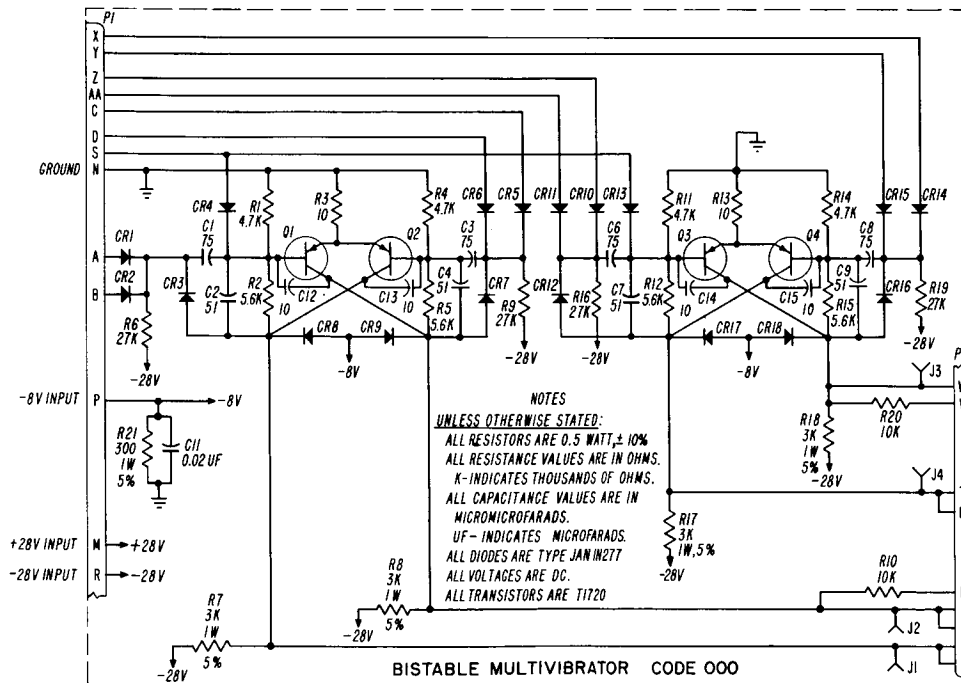 P1
X
Y
Z
AA
C
D
S
GROUND N
R1
4.7K
R3
10
R4
4.7K
CR6
CR5
CR11
CR10
CR13
R11
4.7K
R13
10
R14
4.7K
CR15
CR14
CR4
C1
75
Q1
Q2
C3
75
C6
75
Q3
Q4
C8
75
CR1
A
CR2
B
CR3
C2
51
R2
5.6K
C12
10
C13
10
C4
51
R5
5.6K
CR7
R9
27K
CR12
R16
27K
C7
51
R12
5.6K
C14
10
C15
10
C9
51
R15
5.6K
CR16
R19
27K
R6
27K
CR8
CR9
CR17
CR18
-28V
-8V
-28V
-28V
-8V
-28V
J3
P
-8V INPUT P -8V
R21
300
1W
5%
C11
0.02 UF
R18
3K
1W
5%
-28V
R20
10K
J4
NOTES
UNLESS OTHERWISE STATED:
ALL RESISTORS ARE 0.5 WATT, ± 10%
ALL RESISTANCE VALUES ARE IN OHMS.
K-INDICATES THOUSANDS OF OHMS.
ALL CAPACITANCE VALUES ARE IN
MICROMICROFARADS.
UF- INDICATES MICROFARADS.
ALL DIODES ARE TYPE JAN IN277
ALL VOLTAGES ARE DC.
ALL TRANSISTORS ARE TI720
R17
3K
1W, 5%
-28V
+28V INPUT M +28V
-28V INPUT R -28V
R8
3K
1W
5%
-28V
R10
10K
J2
R7
3K
1W
5%
-28V
J1
BISTABLE MULTIVIBRATOR CODE 000